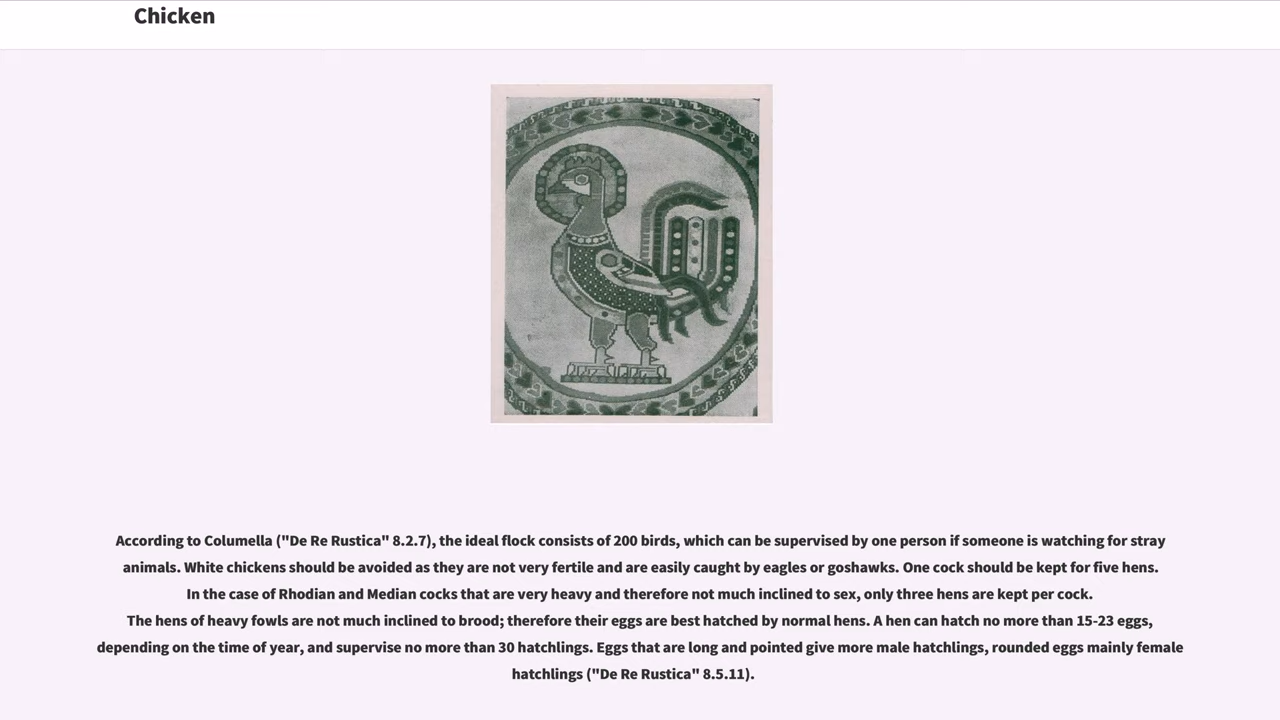 Chicken
According to Columella ("De Re Rustica" 8.2.7), the ideal flock consists of 200 birds, which can be supervised by one person if someone is watching for stray
animals. White chickens should be avoided as they are not very fertile and are easily caught by eagles or goshawks. One cock should be kept for five hens.
In the case of Rhodian and Median cocks that are very heavy and therefore not much inclined to sex, only three hens are kept per cock.
The hens of heavy fowls are not much inclined to brood; therefore their eggs are best hatched by normal hens. A hen can hatch no more than 15-23 eggs,
depending on the time of year, and supervise no more than 30 hatchlings. Eggs that are long and pointed give more male hatchlings, rounded eggs mainly female
hatchlings ("De Re Rustica" 8.5.11).